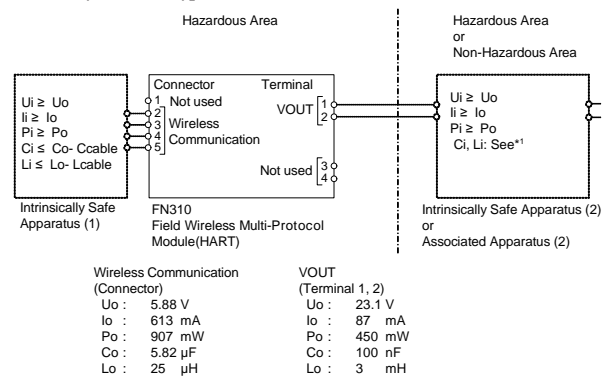 Hazardous Area
Hazardous Area
or
Non-Hazardous Area
Ui ≥ Uo
Ii ≥ Io
Pi ≥ Po
Ci ≤ Co- Ccable
Li ≤ Lo- Lcable
Intrinsically Safe
Apparatus (1)
Connector
1 Not used
2
3
4
5
Wireless
Communication
Terminal
VOUT
1
2
Not used
3
4
FN310
Field Wireless Multi-Protocol
Module(HART)
Ui ≥ Uo
Ii ≥ Io
Pi ≥ Po
Ci, Li: See*1
Intrinsically Safe Apparatus (2)
or
Associated Apparatus (2)
Wireless Communication
(Connector)
Uo : 5.88 V
Io : 613 mA
Po : 907 mW
Co : 5.82 µF
Lo : 25 µH
VOUT
(Terminal 1, 2)
Uo : 23.1 V
Io : 87 mA
Po : 450 mW
Co : 100 nF
Lo : 3 mH